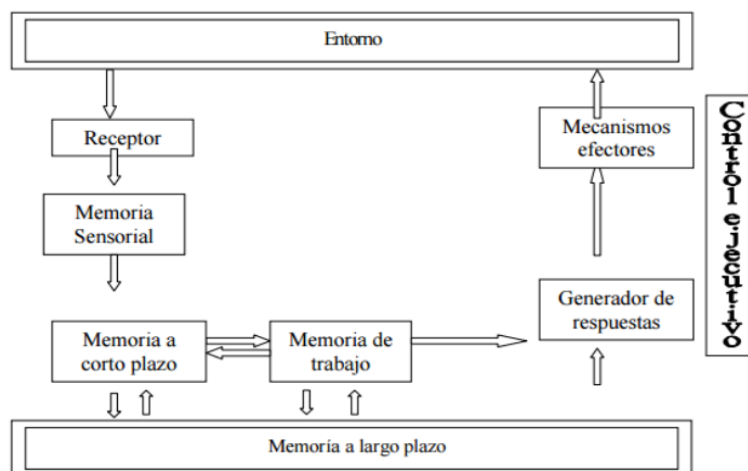 Entorno
Receptor
Mecanismos
efectores
Memoria
Sensorial
Generador de
respuestas
Memoria a
corto plazo
Memoria de
trabajo
Memoria a largo plazo
Control ejecutivo